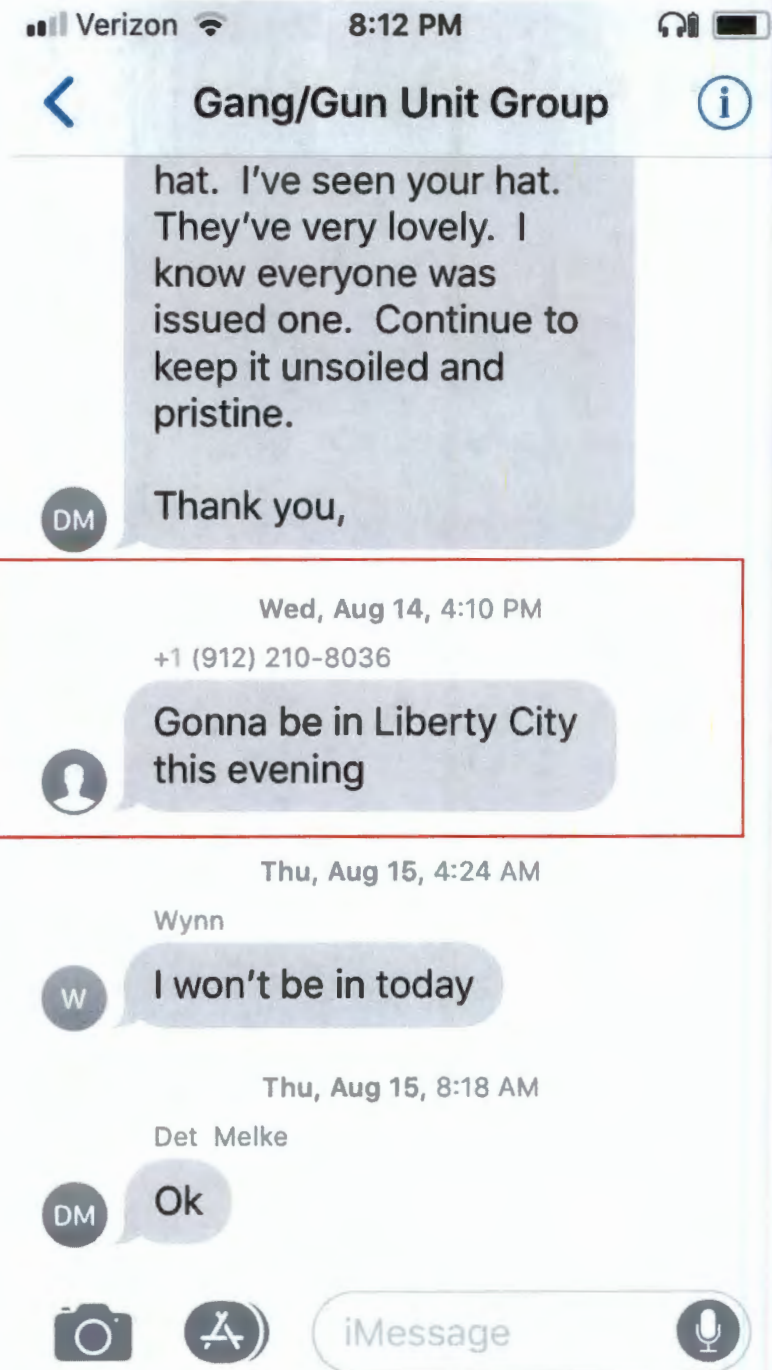 Verizon 8:12 PM
Gang/Gun Unit Group
hat. I've seen your hat.
They've very lovely. I
know everyone was
issued one. Continue to
keep it unsoiled and
pristine.
Thank you,
DM
Wed, Aug 14, 4:10 PM
+1 (912) 210-8036
Gonna be in Liberty City
this evening
Thu, Aug 15, 4:24 AM
Wynn
W
I won't be in today
Thu, Aug 15, 8:18 AM
Det Melke
DM
Ok
iMessage